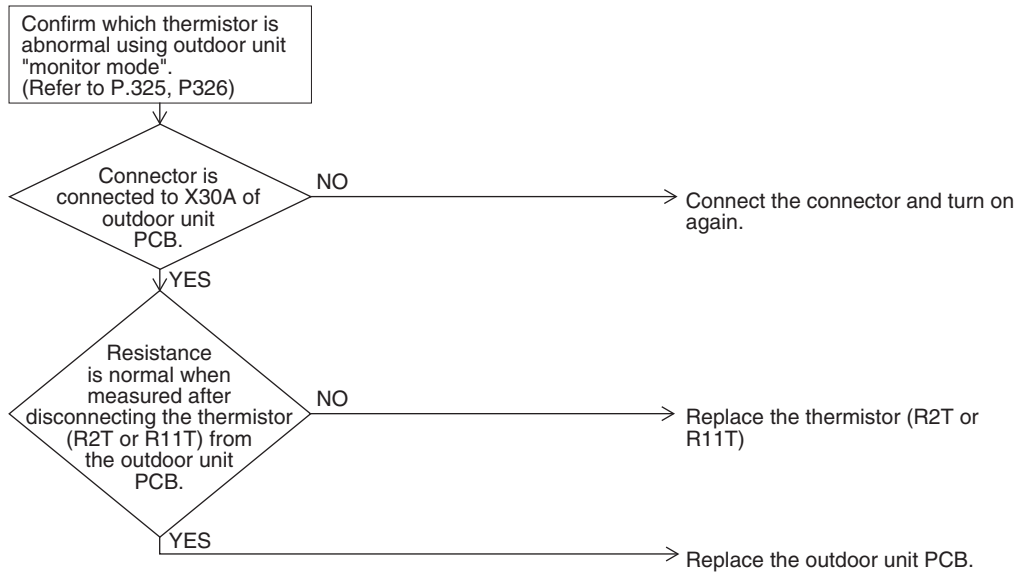 Confirm which thermistor is
abnormal using outdoor unit
"monitor mode".
(Refer to P.325, P326)
Connector is
connected to X30A of
outdoor unit
PCB.
NO
Connect the connector and turn on
again.
YES
Resistance
is normal when
measured after
disconnecting the thermistor
(R2T or R11T) from
the outdoor unit
PCB.
NO
Replace the thermistor (R2T or
R11T)
YES
Replace the outdoor unit PCB.